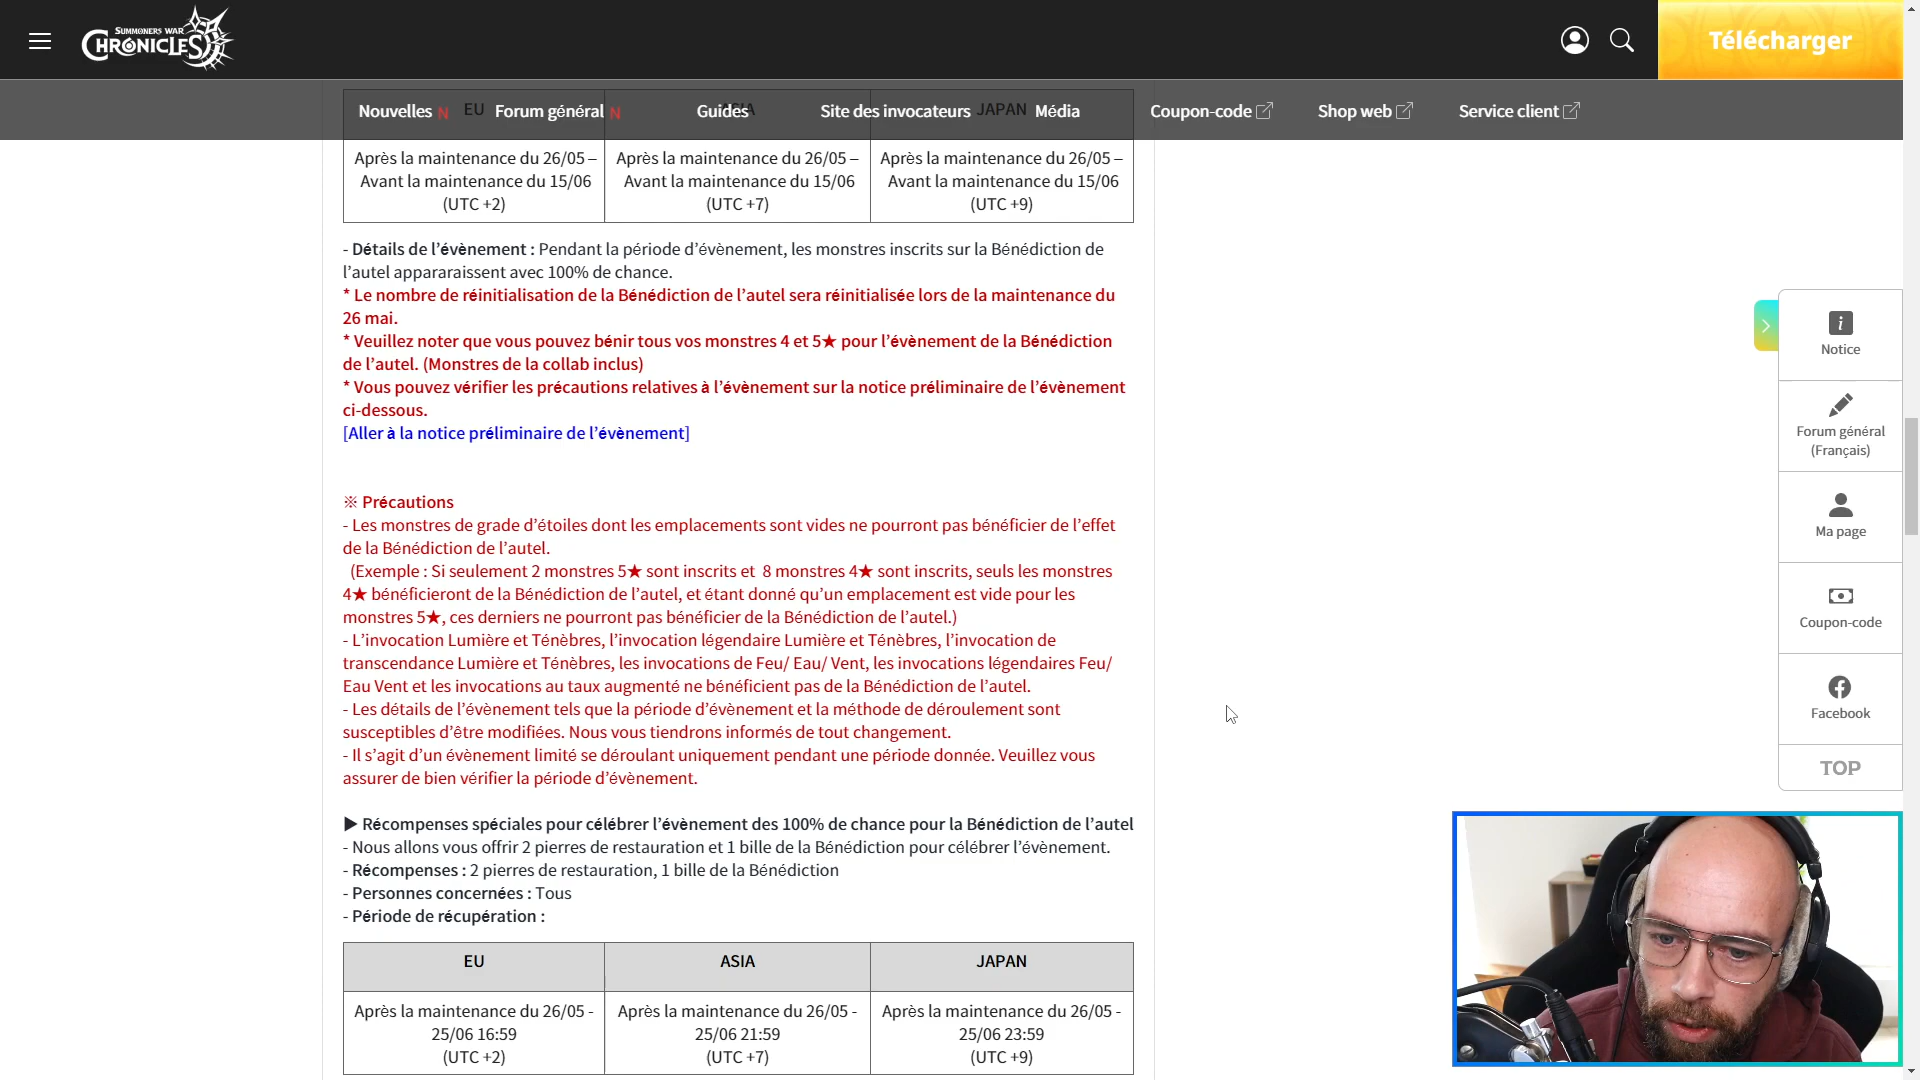 SUMMONERS WAR
CHRONICLES
Télécharger
Nouvelles N
Forum général N
Guides
Site des invocateurs
Média
Coupon-code
Shop web
Service client
EU
ASIA
JAPAN
Après la maintenance du 26/05 –
Avant la maintenance du 15/06
(UTC +2)
Après la maintenance du 26/05 –
Avant la maintenance du 15/06
(UTC +7)
Après la maintenance du 26/05 –
Avant la maintenance du 15/06
(UTC +9)
- Détails de l’évènement : Pendant la période d’évènement, les monstres inscrits sur la Bénédiction de
l’autel appararaissent avec 100% de chance.
* Le nombre de réinitialisation de la Bénédiction de l’autel sera réinitialisée lors de la maintenance du
26 mai.
* Veuillez noter que vous pouvez bénir tous vos monstres 4 et 5★ pour l’évènement de la Bénédiction
de l’autel. (Monstres de la collab inclus)
* Vous pouvez vérifier les précautions relatives à l’évènement sur la notice préliminaire de l’évènement
ci-dessous.
[Aller à la notice préliminaire de l’évènement]
※ Précautions
- Les monstres de grade d’étoiles dont les emplacements sont vides ne pourront pas bénéficier de l’effet
de la Bénédiction de l’autel.
(Exemple : Si seulement 2 monstres 5★ sont inscrits et 8 monstres 4★ sont inscrits, seuls les monstres
4★ bénéficieront de la Bénédiction de l’autel, et étant donné qu’un emplacement est vide pour les
monstres 5★, ces derniers ne pourront pas bénéficier de la Bénédiction de l’autel.)
- L’invocation Lumière et Ténèbres, l’invocation légendaire Lumière et Ténèbres, l’invocation de
transcendance Lumière et Ténèbres, les invocations de Feu/ Eau/ Vent, les invocations légendaires Feu/
Eau Vent et les invocations au taux augmenté ne bénéficient pas de la Bénédiction de l’autel.
- Les détails de l’évènement tels que la période d’évènement et la méthode de déroulement sont
susceptibles d’être modifiées. Nous vous tiendrons informés de tout changement.
- Il s’agit d’un évènement limité se déroulant uniquement pendant une période donnée. Veuillez vous
assurer de bien vérifier la période d’évènement.
▶ Récompenses spéciales pour célébrer l’évènement des 100% de chance pour la Bénédiction de l’autel
- Nous allons vous offrir 2 pierres de restauration et 1 bille de la Bénédiction pour célébrer l’évènement.
- Récompenses : 2 pierres de restauration, 1 bille de la Bénédiction
- Personnes concernées : Tous
- Période de récupération :
EU
ASIA
JAPAN
Après la maintenance du 26/05 -
25/06 16:59
(UTC +2)
Après la maintenance du 26/05 -
25/06 21:59
(UTC +7)
Après la maintenance du 26/05 -
25/06 23:59
(UTC +9)
Notice
Forum général
(Français)
Ma page
Coupon-code
Facebook
TOP